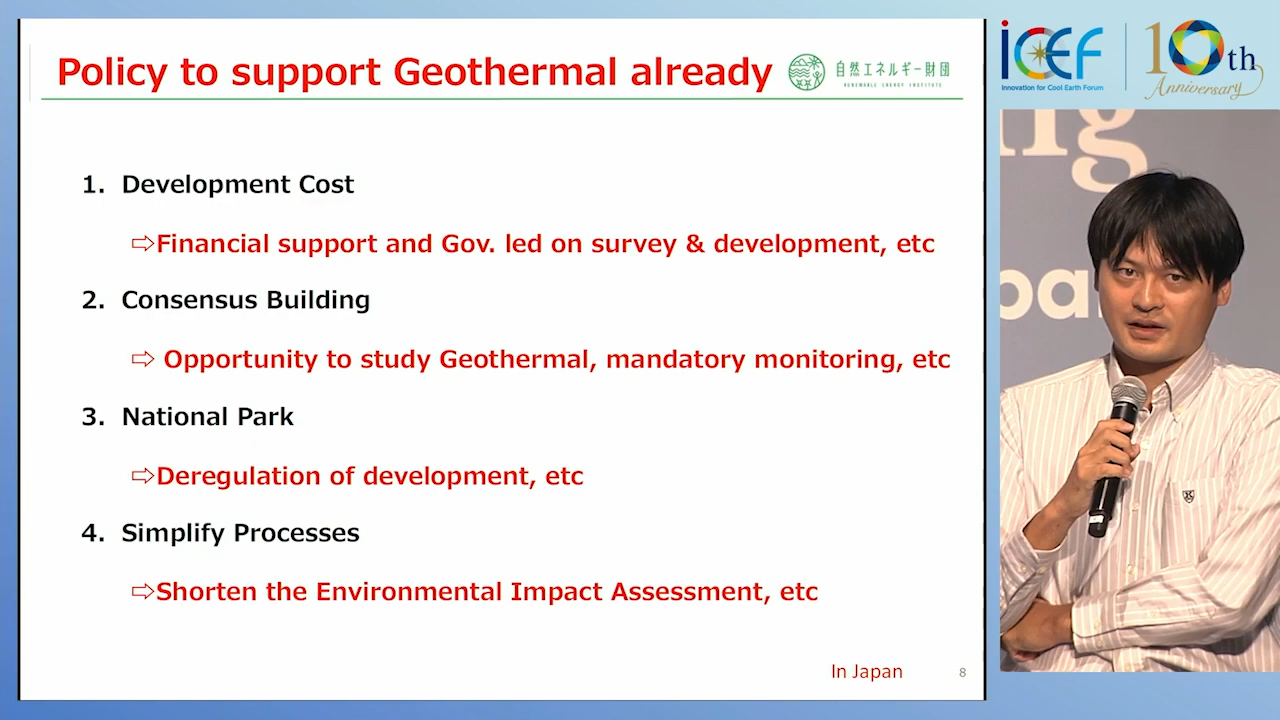 Policy to support Geothermal already
自然エネルギー財団
RENEWABLE ENERGY INSTITUTE
1. Development Cost
⇨Financial support and Gov. led on survey & development, etc
2. Consensus Building
⇨ Opportunity to study Geothermal, mandatory monitoring, etc
3. National Park
⇨Deregulation of development, etc
4. Simplify Processes
⇨Shorten the Environmental Impact Assessment, etc
In Japan
8
ICEF
Innovation for Cool Earth Forum
10th
Anniversary